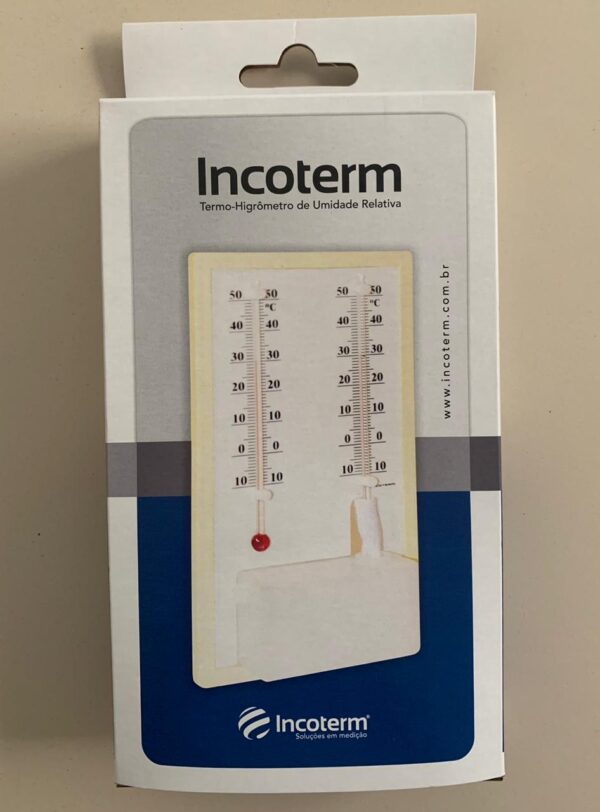 Incoterm
Termo-Higrômetro de Umidade Relativa
www.incoterm.com.br
50 50 50 50
°C °C
40 40 40 40
30 30 30 30
20 20 20 20
10 10 10 10
0 0 0 0
10 10 10 10
Incoterm®
Soluções em medição